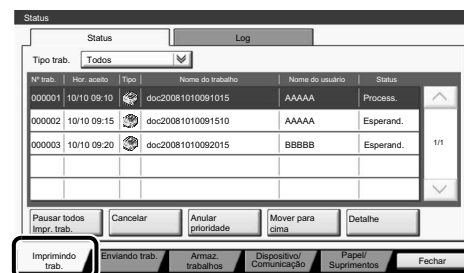 Status
Status Log
Tipo trab. Todos
Nº trab. Hor. aceito Tipo Nome do trabalho Nome do usuário Status
000001 10/10 09:10 doc20081010091015 AAAAA Process.
000002 10/10 09:15 doc20081010091510 AAAAA Esperand.
000003 10/10 09:20 doc20081010092015 BBBBB Esperand.
1/1
Pausar todos
Impr. trab.
Cancelar
Anular
prioridade
Mover para
cima
Detalhe
Imprimindo
trab.
Enviando trab.
Armaz.
trabalhos
Dispositivo/
Comunicação
Papel/
Suprimentos
Fechar